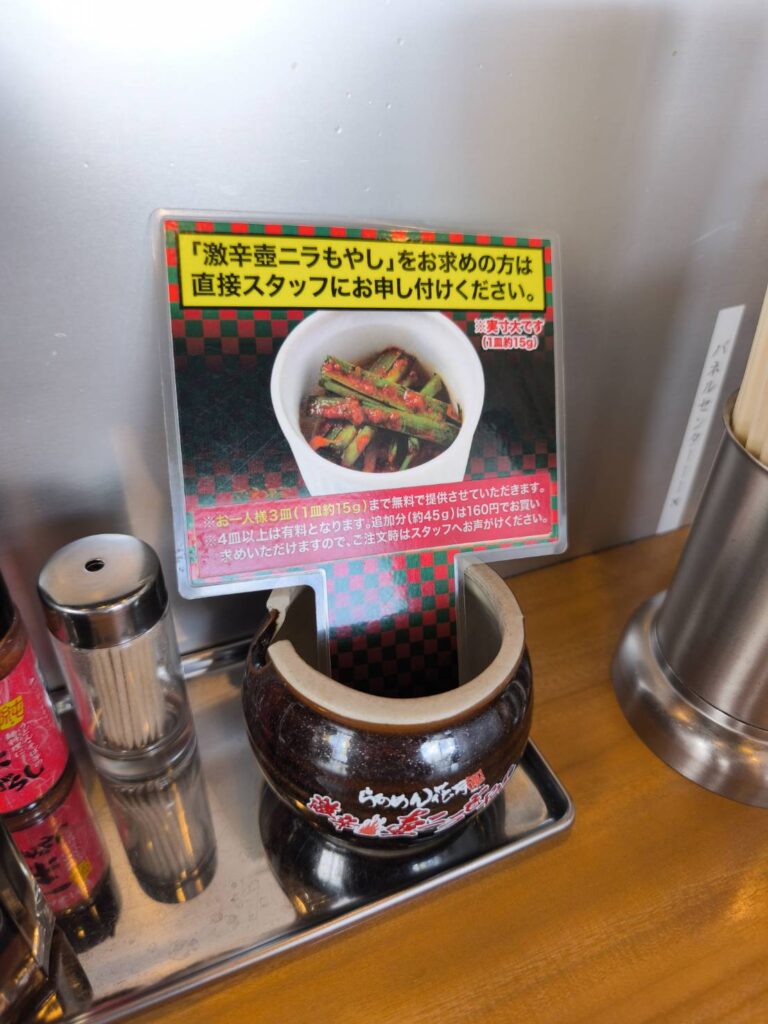 「激辛壺ニラもやし」をお求めの方は
直接スタッフにお申し付けください。
※実寸大です
(1皿約15g)
※お一人様3皿(1皿約15g)まで無料で提供させていただきます。
※4皿以上は有料となります。追加分(約45g)は160円でお買い
求めいただけますので、ご注文時はスタッフへお声がけください。
パネルセンター
らぁめん花月